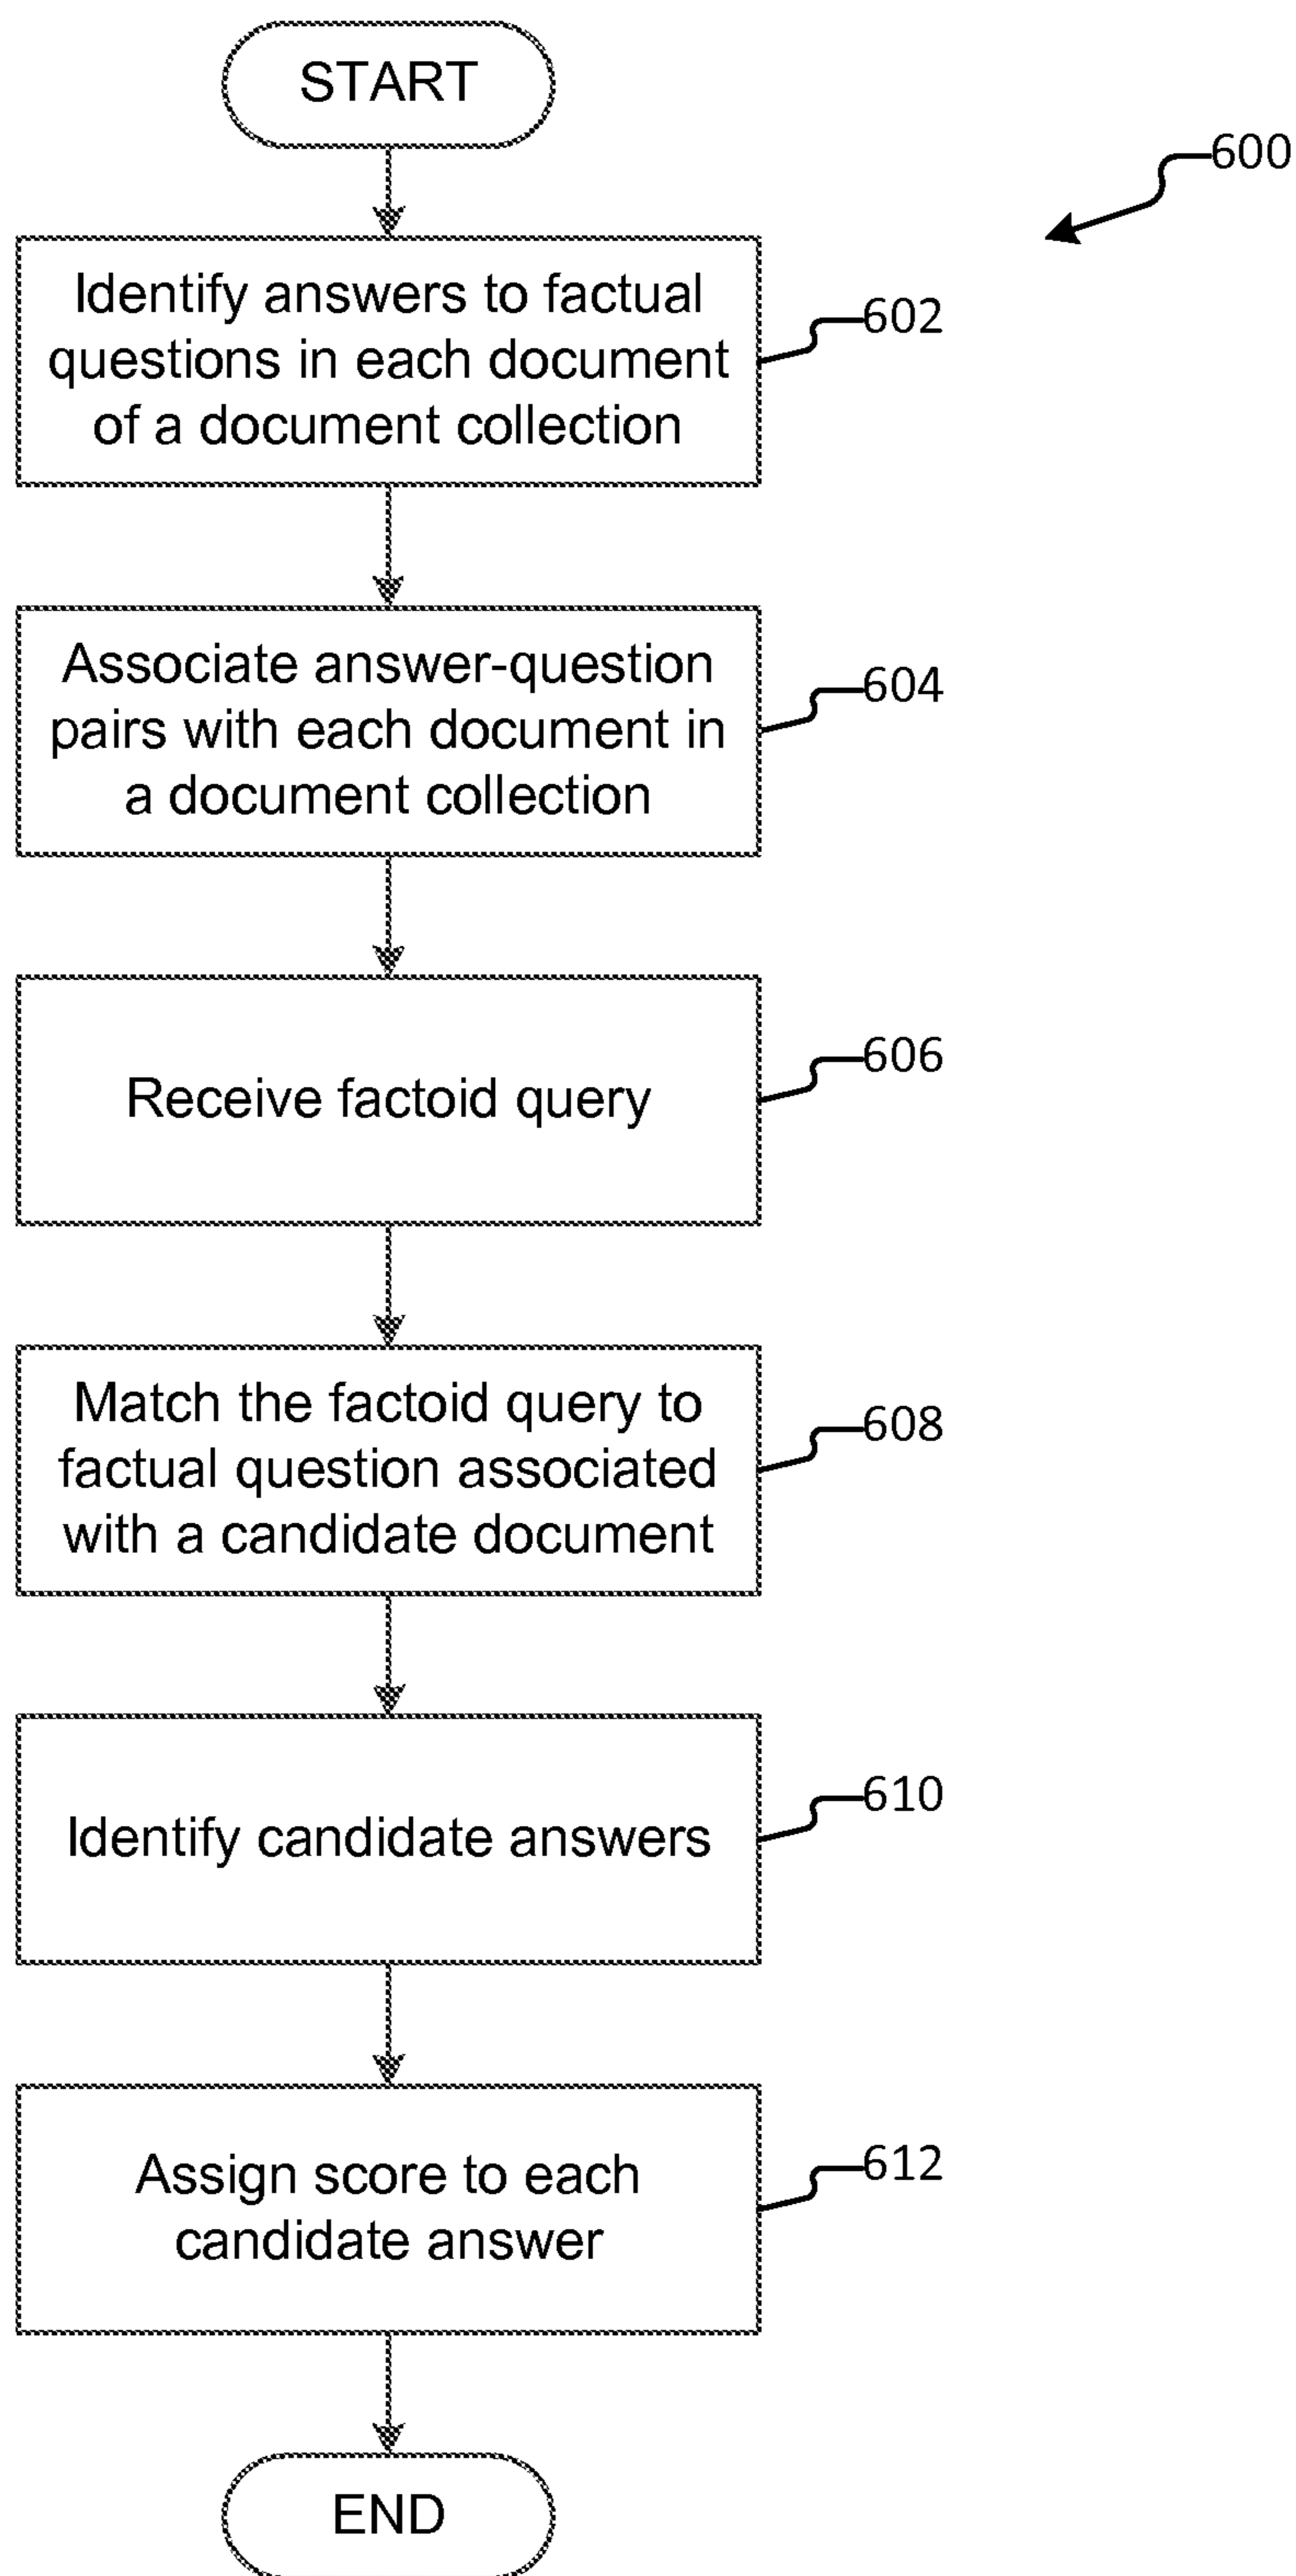 START
600
Identify answers to factual
questions in each document
of a document collection
602
Associate answer-question
pairs with each document in
a document collection
604
Receive factoid query
606
Match the factoid query to
factual question associated
with a candidate document
608
Identify candidate answers
610
Assign score to each
candidate answer
612
END